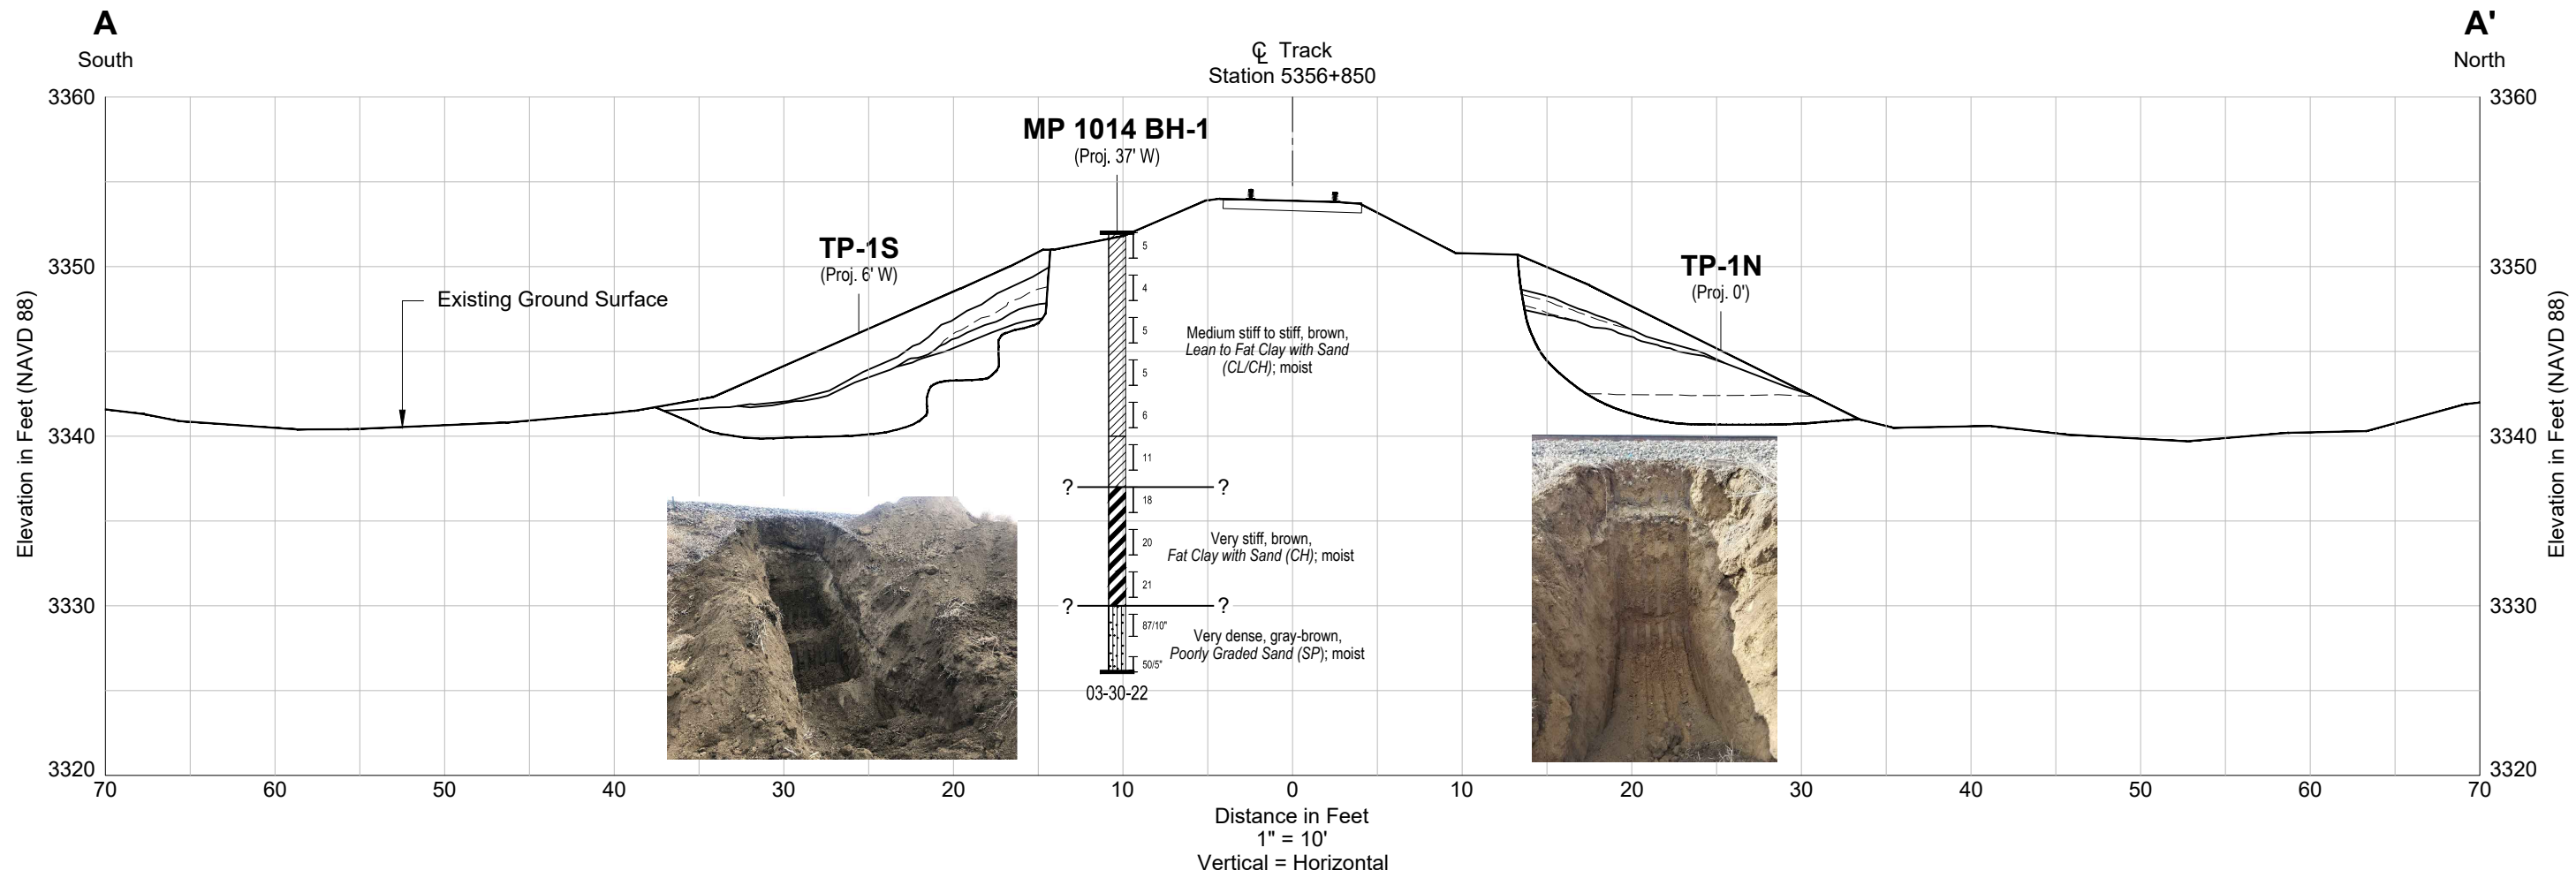 A
South
A'
North
℄ Track
Station 5356+850
3360
3350
3340
3330
3320
Elevation in Feet (NAVD 88)
MP 1014 BH-1
(Proj. 37' W)
TP-1S
(Proj. 6' W)
TP-1N
(Proj. 0')
Existing Ground Surface
5
4
5
5
6
11
18
20
21
87/10"
50/5"
Medium stiff to stiff, brown,
Lean to Fat Clay with Sand
(CL/CH); moist
? ?
Very stiff, brown,
Fat Clay with Sand (CH); moist
? ?
Very dense, gray-brown,
Poorly Graded Sand (SP); moist
03-30-22
3360
3350
3340
3330
3320
Elevation in Feet (NAVD 88)
70 60 50 40 30 20 10 0 10 20 30 40 50 60 70
Distance in Feet
1" = 10'
Vertical = Horizontal